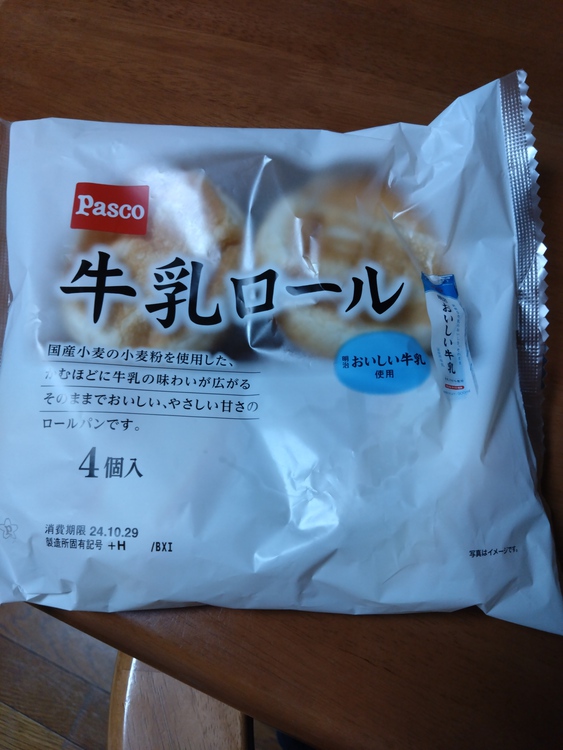 Pasco
牛乳ロール
国産小麦の小麦粉を使用した、
かむほどに牛乳の味わいが広がる
そのままでおいしい、やさしい甘さの
ロールパンです。
明治
おいしい牛乳
使用
おいしい牛乳
4個入
消費期限 24.10.29
製造所固有記号 +H /BXI
写真はイメージです。